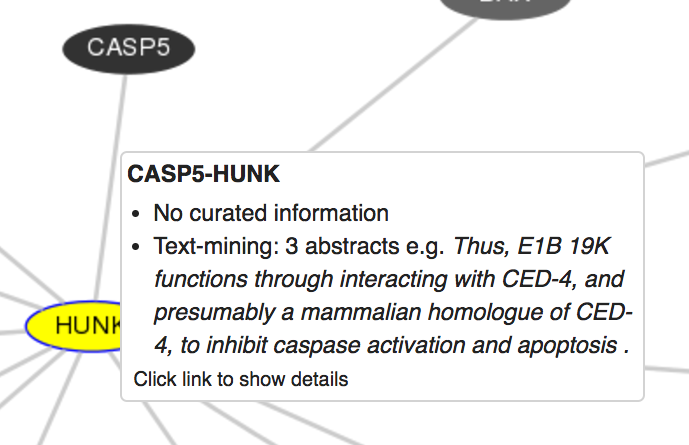 CASP5
CASP5-HUNK
• No curated information
• Text-mining: 3 abstracts e.g. Thus, E1B 19K
functions through interacting with CED-4, and
presumably a mammalian homologue of CED-
4, to inhibit caspase activation and apoptosis .
HUNK
Click link to show details